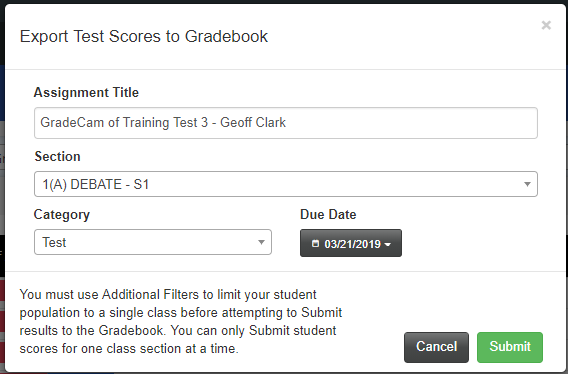 Export Test Scores to Gradebook
×
Assignment Title
GradeCam of Training Test 3 - Geoff Clark
Section
1(A) DEBATE - S1
Category
Due Date
Test
03/21/2019
You must use Additional Filters to limit your student
population to a single class before attempting to Submit
results to the Gradebook. You can only Submit student
scores for one class section at a time.
Cancel
Submit